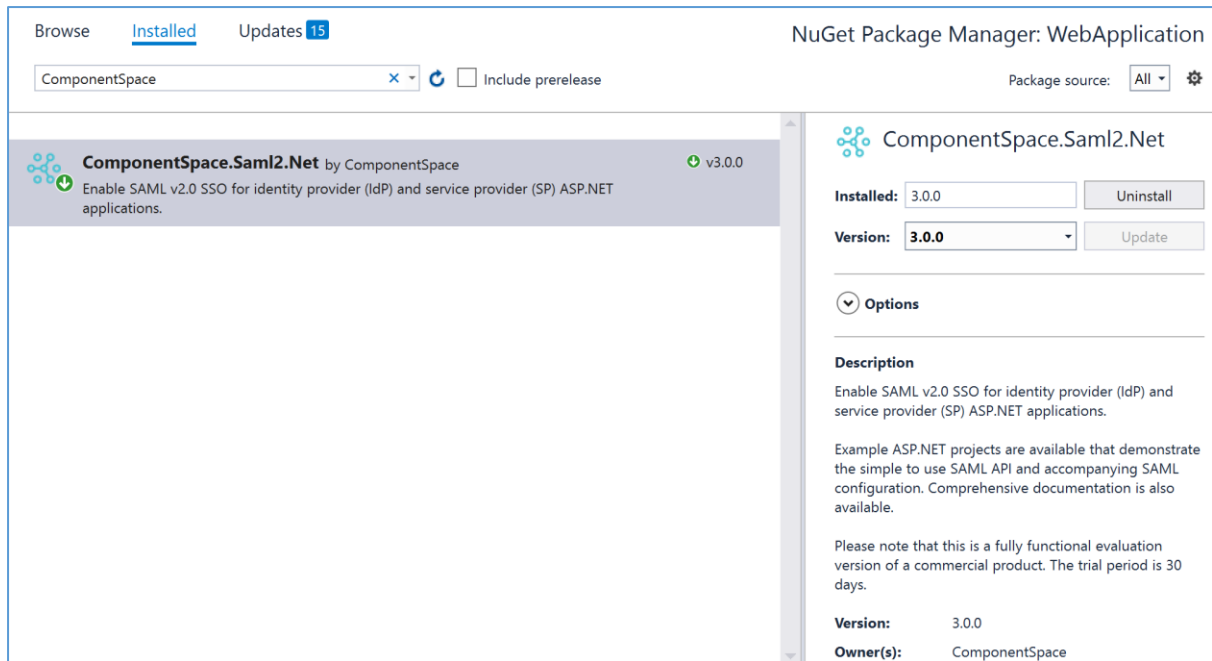 Browse Installed Updates 15 NuGet Package Manager: WebApplication
ComponentSpace Include prerelease Package source: All
ComponentSpace.Saml2.Net by ComponentSpace v3.0.0
Enable SAML v2.0 SSO for identity provider (IdP) and service provider (SP) ASP.NET
applications.
ComponentSpace.Saml2.Net
Installed: 3.0.0 Uninstall
Version: 3.0.0 Update
Options
Description
Enable SAML v2.0 SSO for identity provider (IdP) and
service provider (SP) ASP.NET applications.
Example ASP.NET projects are available that demonstrate
the simple to use SAML API and accompanying SAML
configuration. Comprehensive documentation is also
available.
Please note that this is a fully functional evaluation
version of a commercial product. The trial period is 30
days.
Version: 3.0.0
Owner(s): ComponentSpace